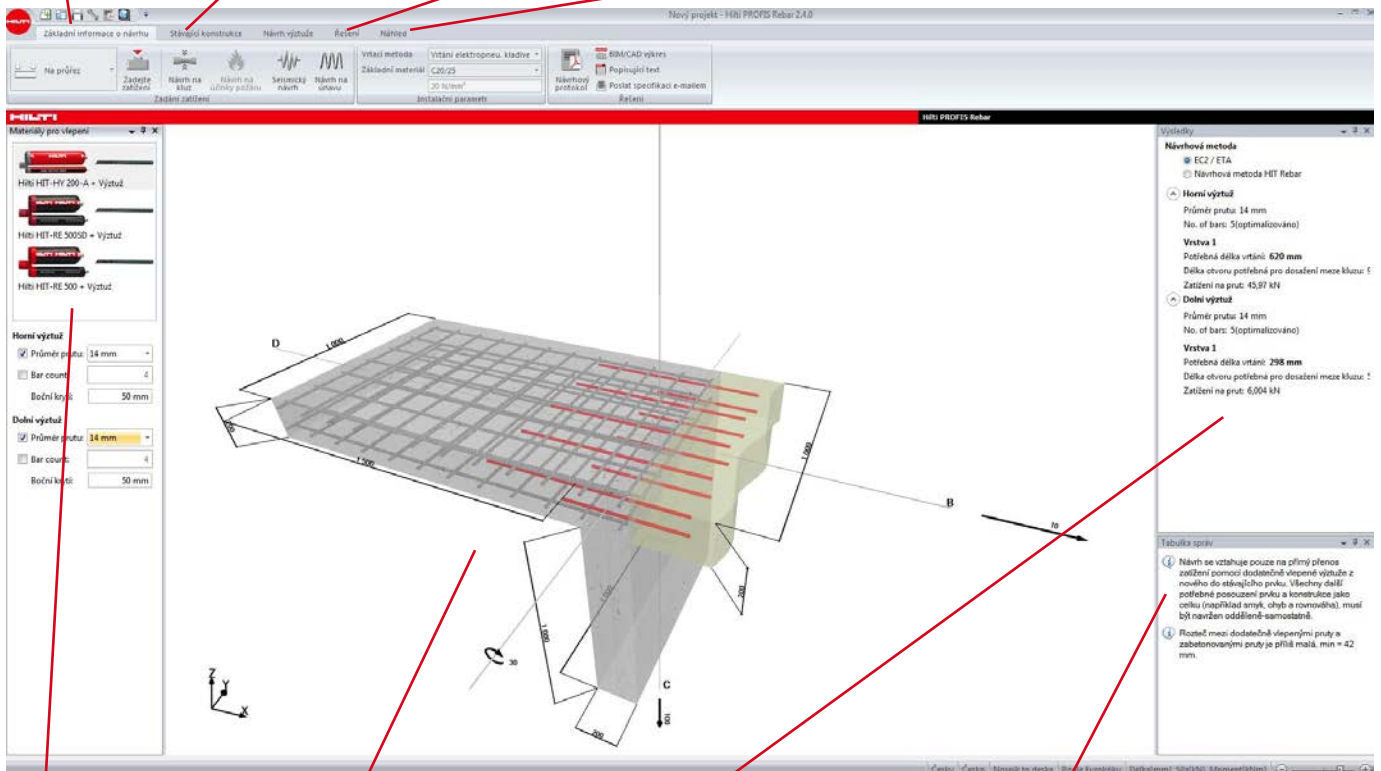 Nový projekt - Hilti PROFIS Rebar 2.4.0
HILTI
Základní informace o návrhu
Stávající konstrukce
Návrh výztuže
Řešení
Náhled
Na průřez
Zadejte zatížení
Návrh na kluz
Návrh na účinky požáru
Seismický návrh
Návrh na únavu
Zadání zatížení
Vrtací metoda
Vrtání elektropneu. kladive
Základní materiál
C20/25
20 N/mm²
Instalační parametr
Návrhový protokol
BIM/CAD výkres
Popisující text
Poslat specifikaci e-mailem
Řešení
HILTI
Hilti PROFIS Rebar
Materiály pro vlepení
Hilti HIT-HY 200-A + Výztuž
Hilti HIT-RE 500SD + Výztuž
Hilti HIT-RE 500 + Výztuž
Horní výztuž
Průměr prutu: 14 mm
Bar count: 4
Boční krytí: 50 mm
Dolní výztuž
Průměr prutu: 14 mm
Bar count: 4
Boční krytí: 50 mm
D
1,000
1,500
1,000
B
70
200
1,000
1,000
30
C
100
200
Z
Y
X
Výsledky
Návrhová metoda
EC2 / ETA
Návrhová metoda HIT Rebar
Horní výztuž
Průměr prutu: 14 mm
No. of bars: 5(optimalizováno)
Vrstva 1
Potřebná délka vrtání: 620 mm
Délka otvoru potřebná pro dosažení meze kluzu:
Zatížení na prut: 45,97 kN
Dolní výztuž
Průměr prutu: 14 mm
No. of bars: 5(optimalizováno)
Vrstva 1
Potřebná délka vrtání: 298 mm
Délka otvoru potřebná pro dosažení meze kluzu:
Zatížení na prut: 6,004 kN
Tabulka správ
Návrh se vztahuje pouze na přímý přenos
zatížení pomocí dodatečně vlepené výztuže z
nového do stávajícího prvku. Všechny další
potřebné posouzení prvku a konstrukce jako
celku (například smyk, ohyb a rovnováha), musí
být navržen odděleně-samostatně.
Rozteč mezi dodatečně vlepenými pruty a
zabetonovanými pruty je příliš malá, min = 42
mm.